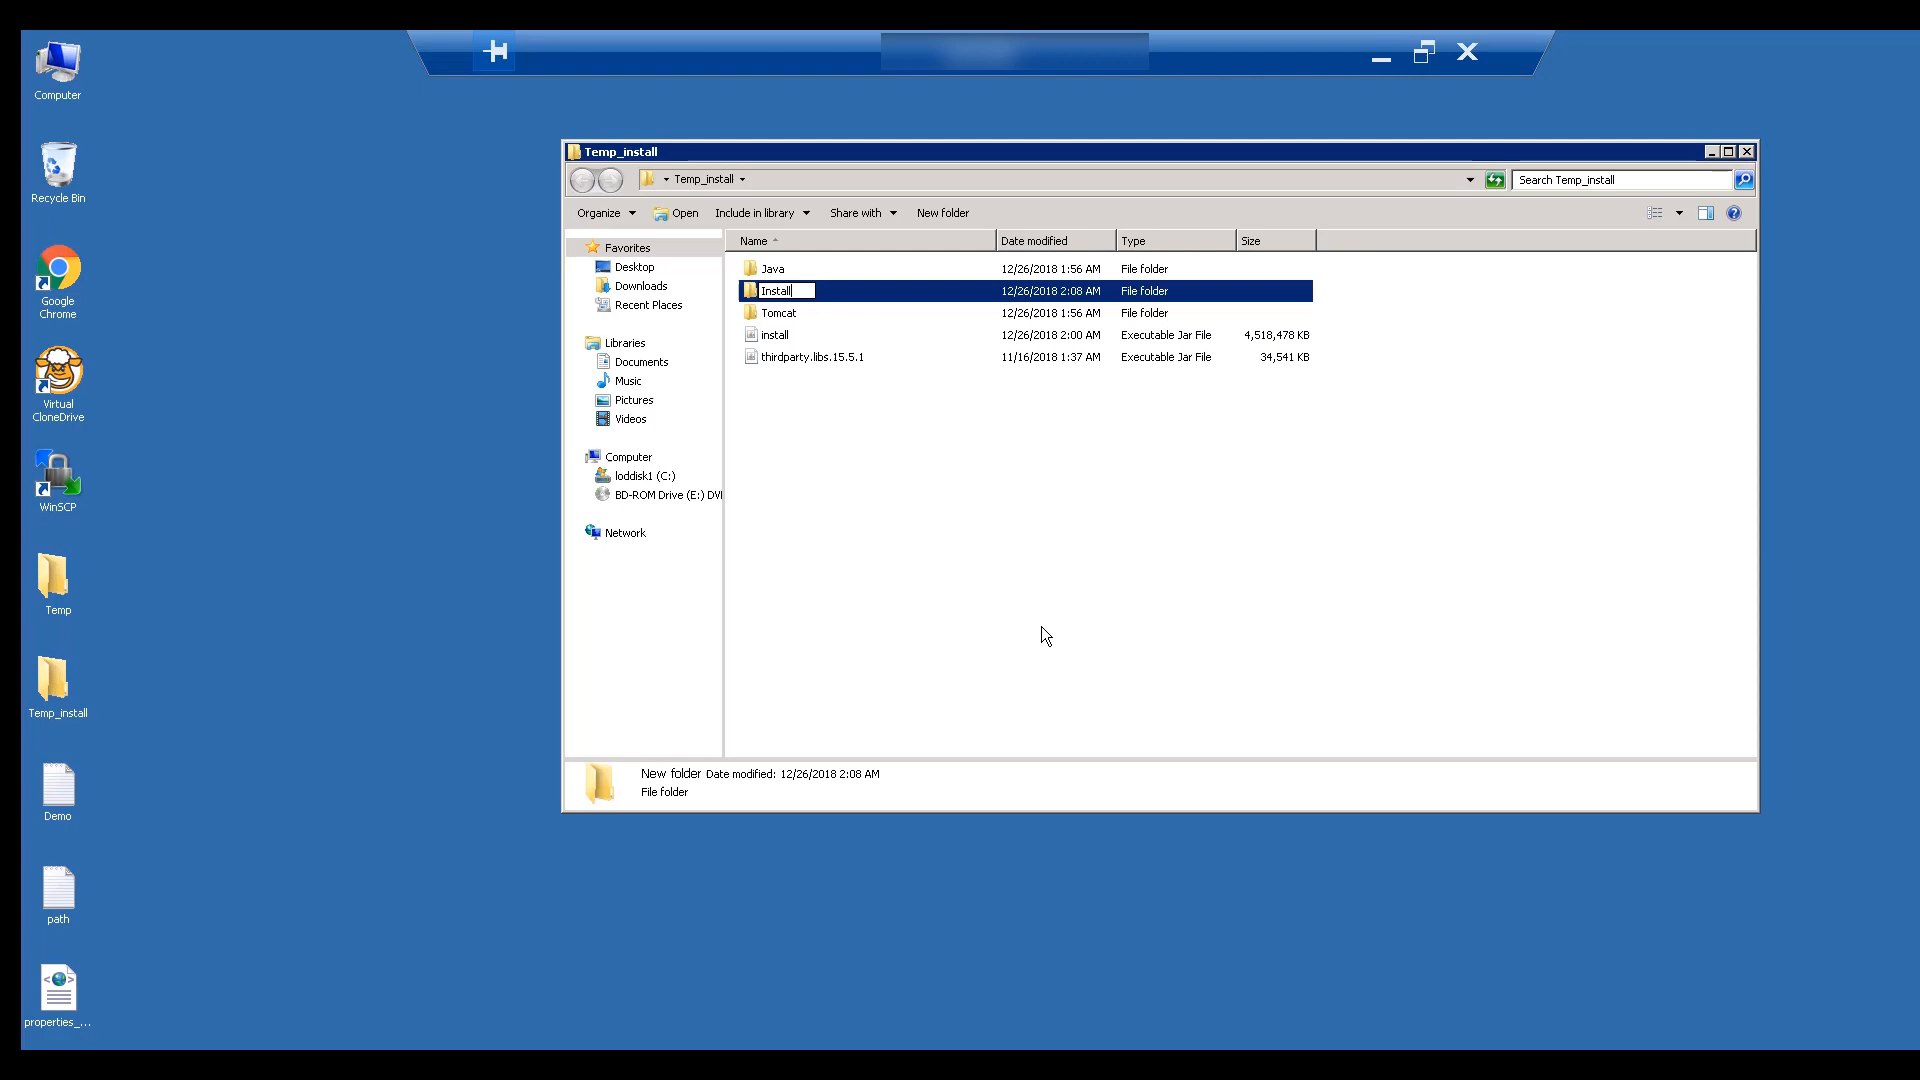 Computer
Recycle Bin
Google
Chrome
Virtual
CloneDrive
WinSCP
Temp
Temp_install
Demo
path
properties_...
Temp_install
Temp_install
Search Temp_install
Organize Open Include in library Share with New folder
Name Date modified Type Size
Favorites
Desktop
Downloads
Recent Places
Libraries
Documents
Music
Pictures
Videos
Computer
loddisk1 (C:)
BD-ROM Drive (E:) DVI
Network
Java 12/26/2018 1:56 AM File folder
Install 12/26/2018 2:08 AM File folder
Tomcat 12/26/2018 1:56 AM File folder
install 12/26/2018 2:00 AM Executable Jar File 4,518,478 KB
thirdparty.libs.15.5.1 11/16/2018 1:37 AM Executable Jar File 34,541 KB
New folder Date modified: 12/26/2018 2:08 AM
File folder